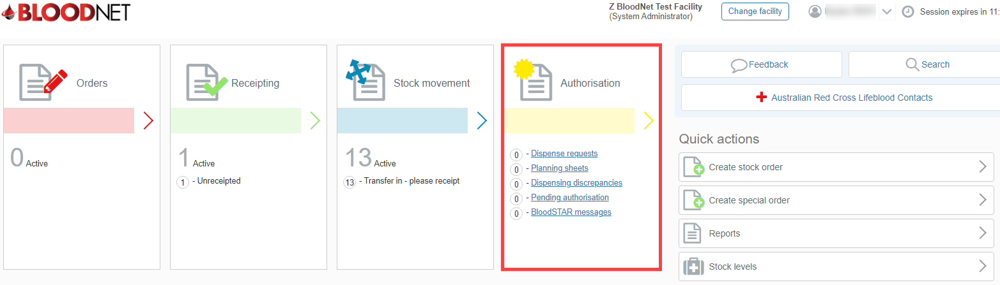 BLOODNET
Z BloodNet Test Facility
(System Administrator)
Change facility
Session expires in 11:
Orders
0 Active
Receipting
1 Active
1 - Unreceipted
Stock movement
13 Active
13 - Transfer in - please receipt
Authorisation
0 - Dispense requests
0 - Planning sheets
0 - Dispensing discrepancies
0 - Pending authorisation
0 - BloodSTAR messages
Feedback
Search
Australian Red Cross Lifeblood Contacts
Quick actions
Create stock order
Create special order
Reports
Stock levels